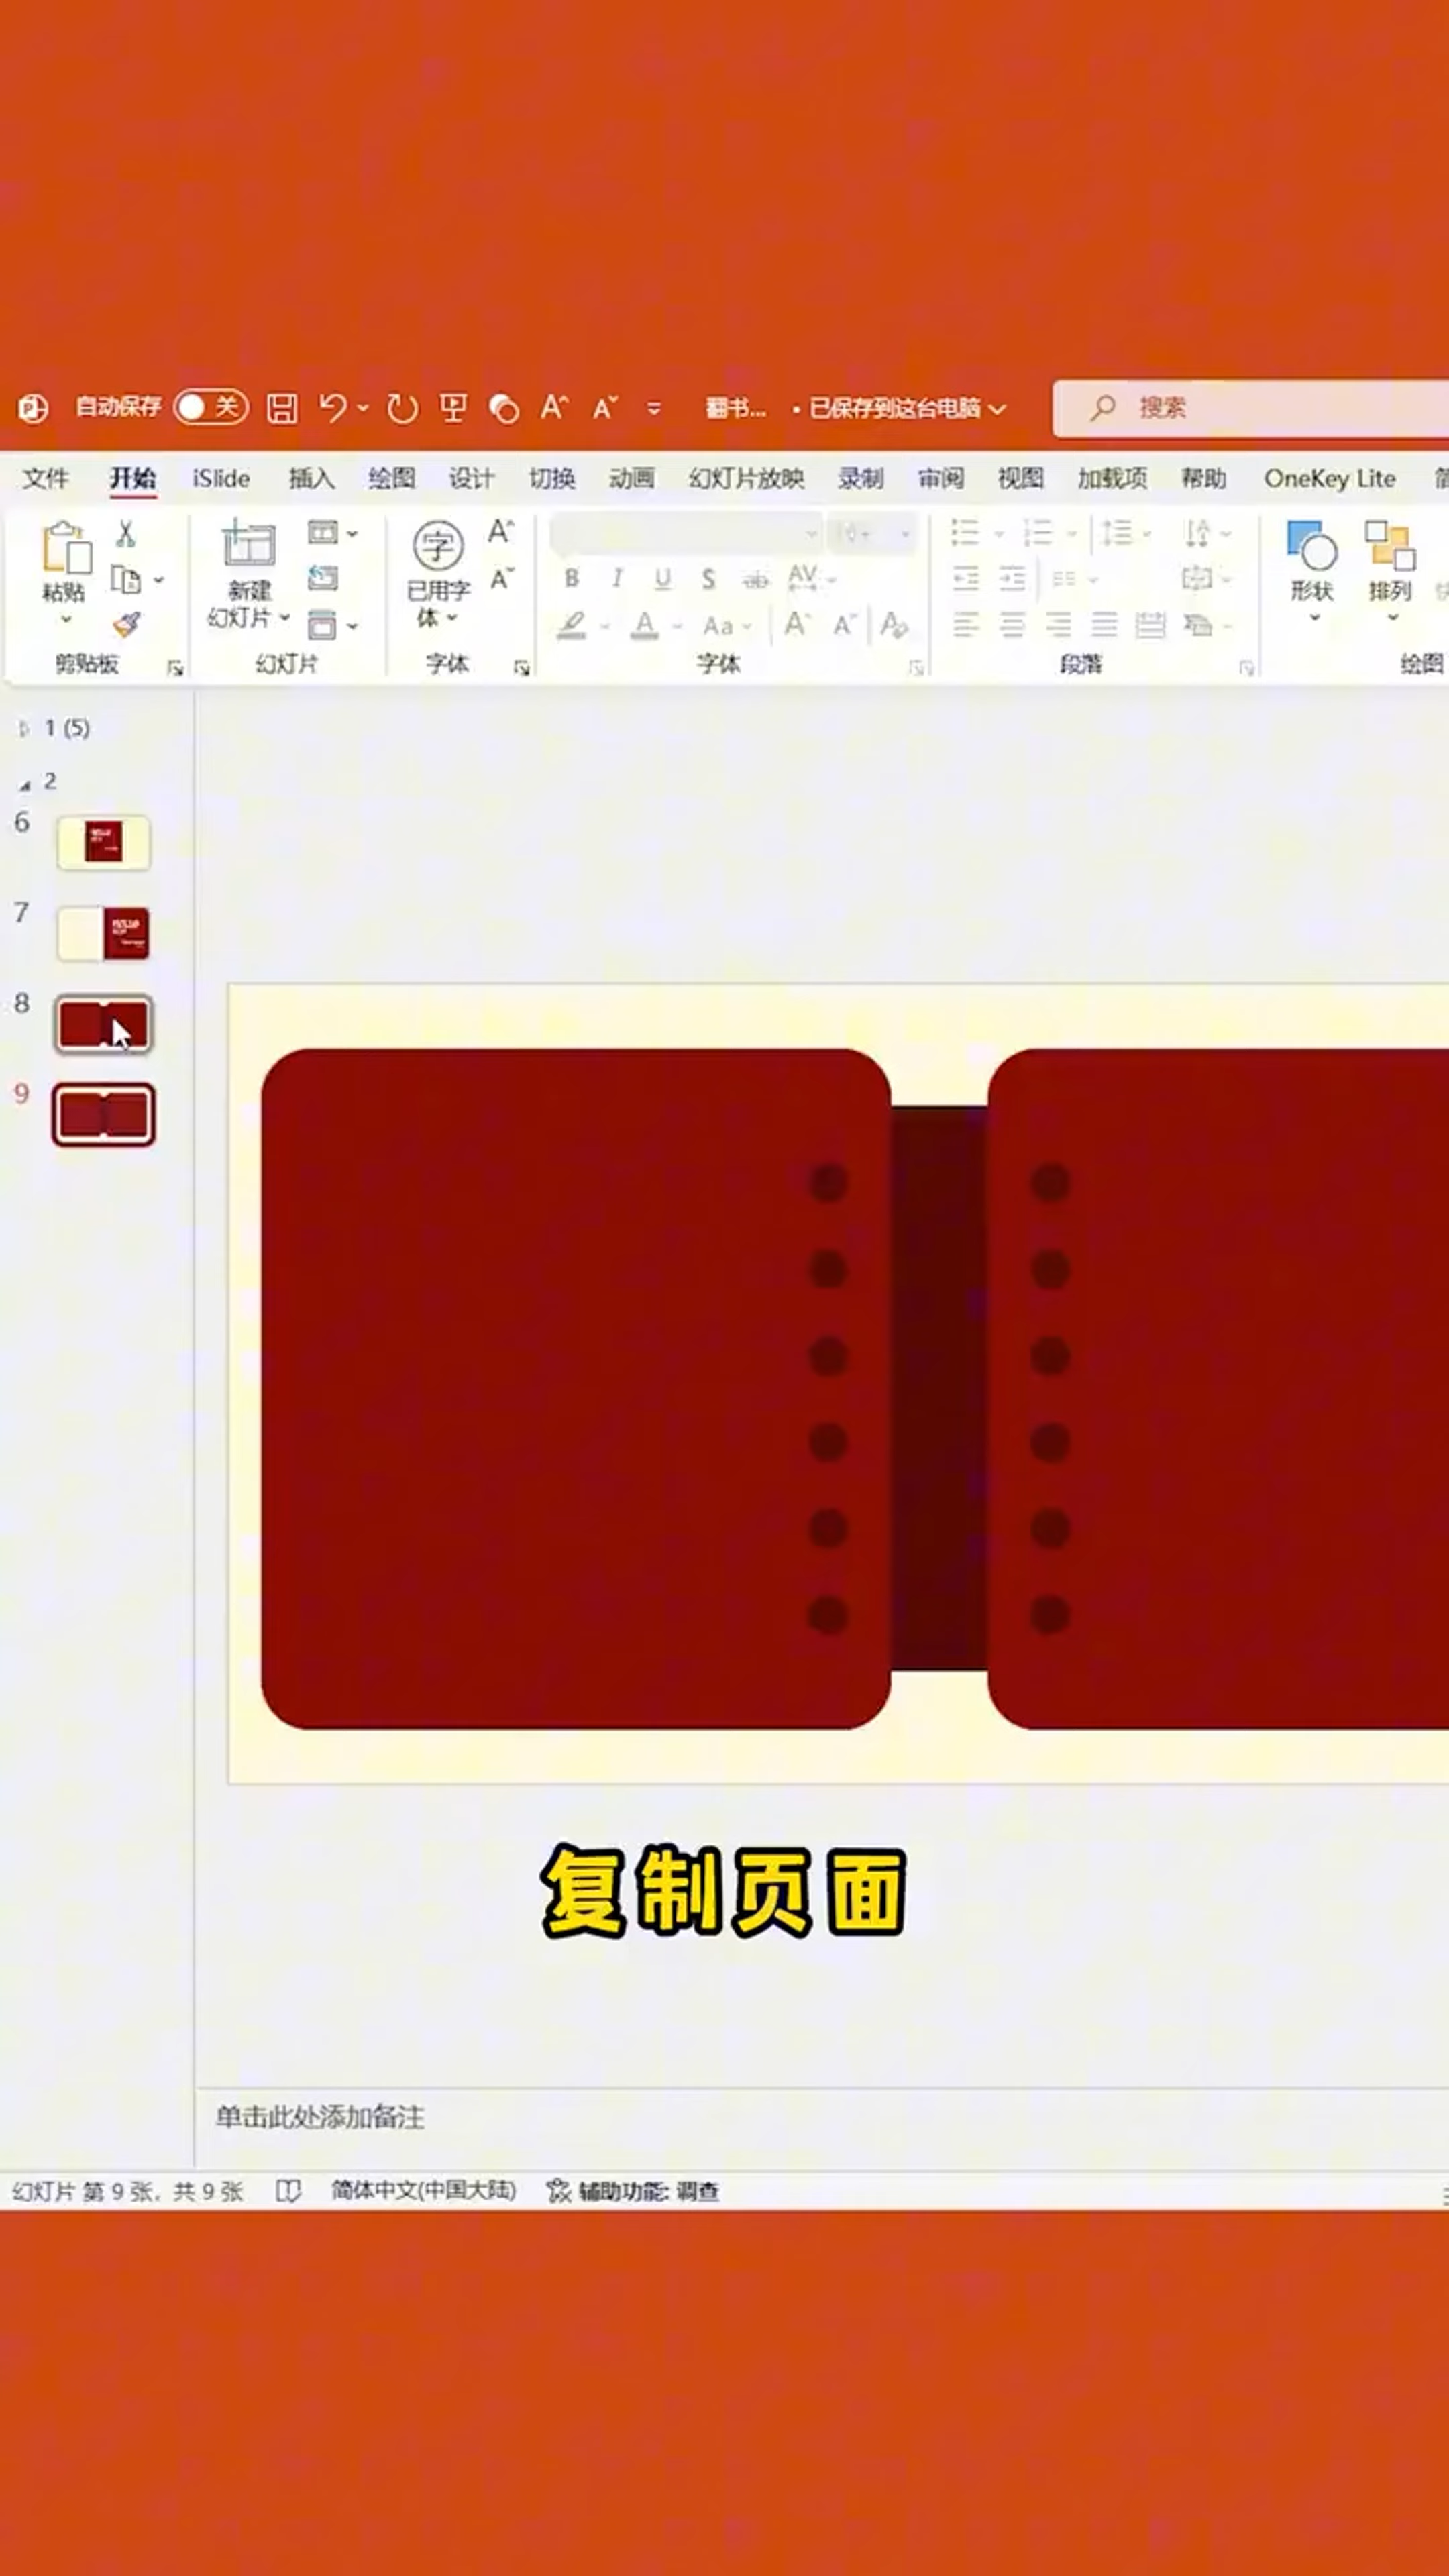 自动保存 关 翻书... • 已保存到这台电脑 搜索
文件 开始 iSlide 插入 绘图 设计 切换 动画 幻灯片放映 录制 审阅 视图 加载项 帮助 OneKey Lite
粘贴 新建 幻灯片 已用字体 B I U S ab AV Aa A A 形状 排列
剪贴板 幻灯片 字体 字体 段落 绘图
1 (5)
2
6
7
8
9
复制页面
单击此处添加备注
幻灯片 第 9 张, 共 9 张 简体中文(中国大陆) 辅助功能: 调查